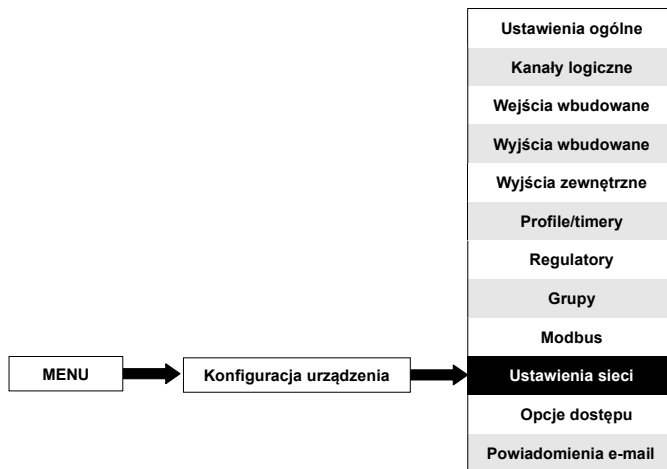 Ustawienia ogólne
Kanały logiczne
Wejścia wbudowane
Wyjścia wbudowane
Wyjścia zewnętrzne
Profile/timery
Regulatory
Grupy
Modbus
MENU
Konfiguracja urządzenia
Ustawienia sieci
Opcje dostępu
Powiadomienia e-mail